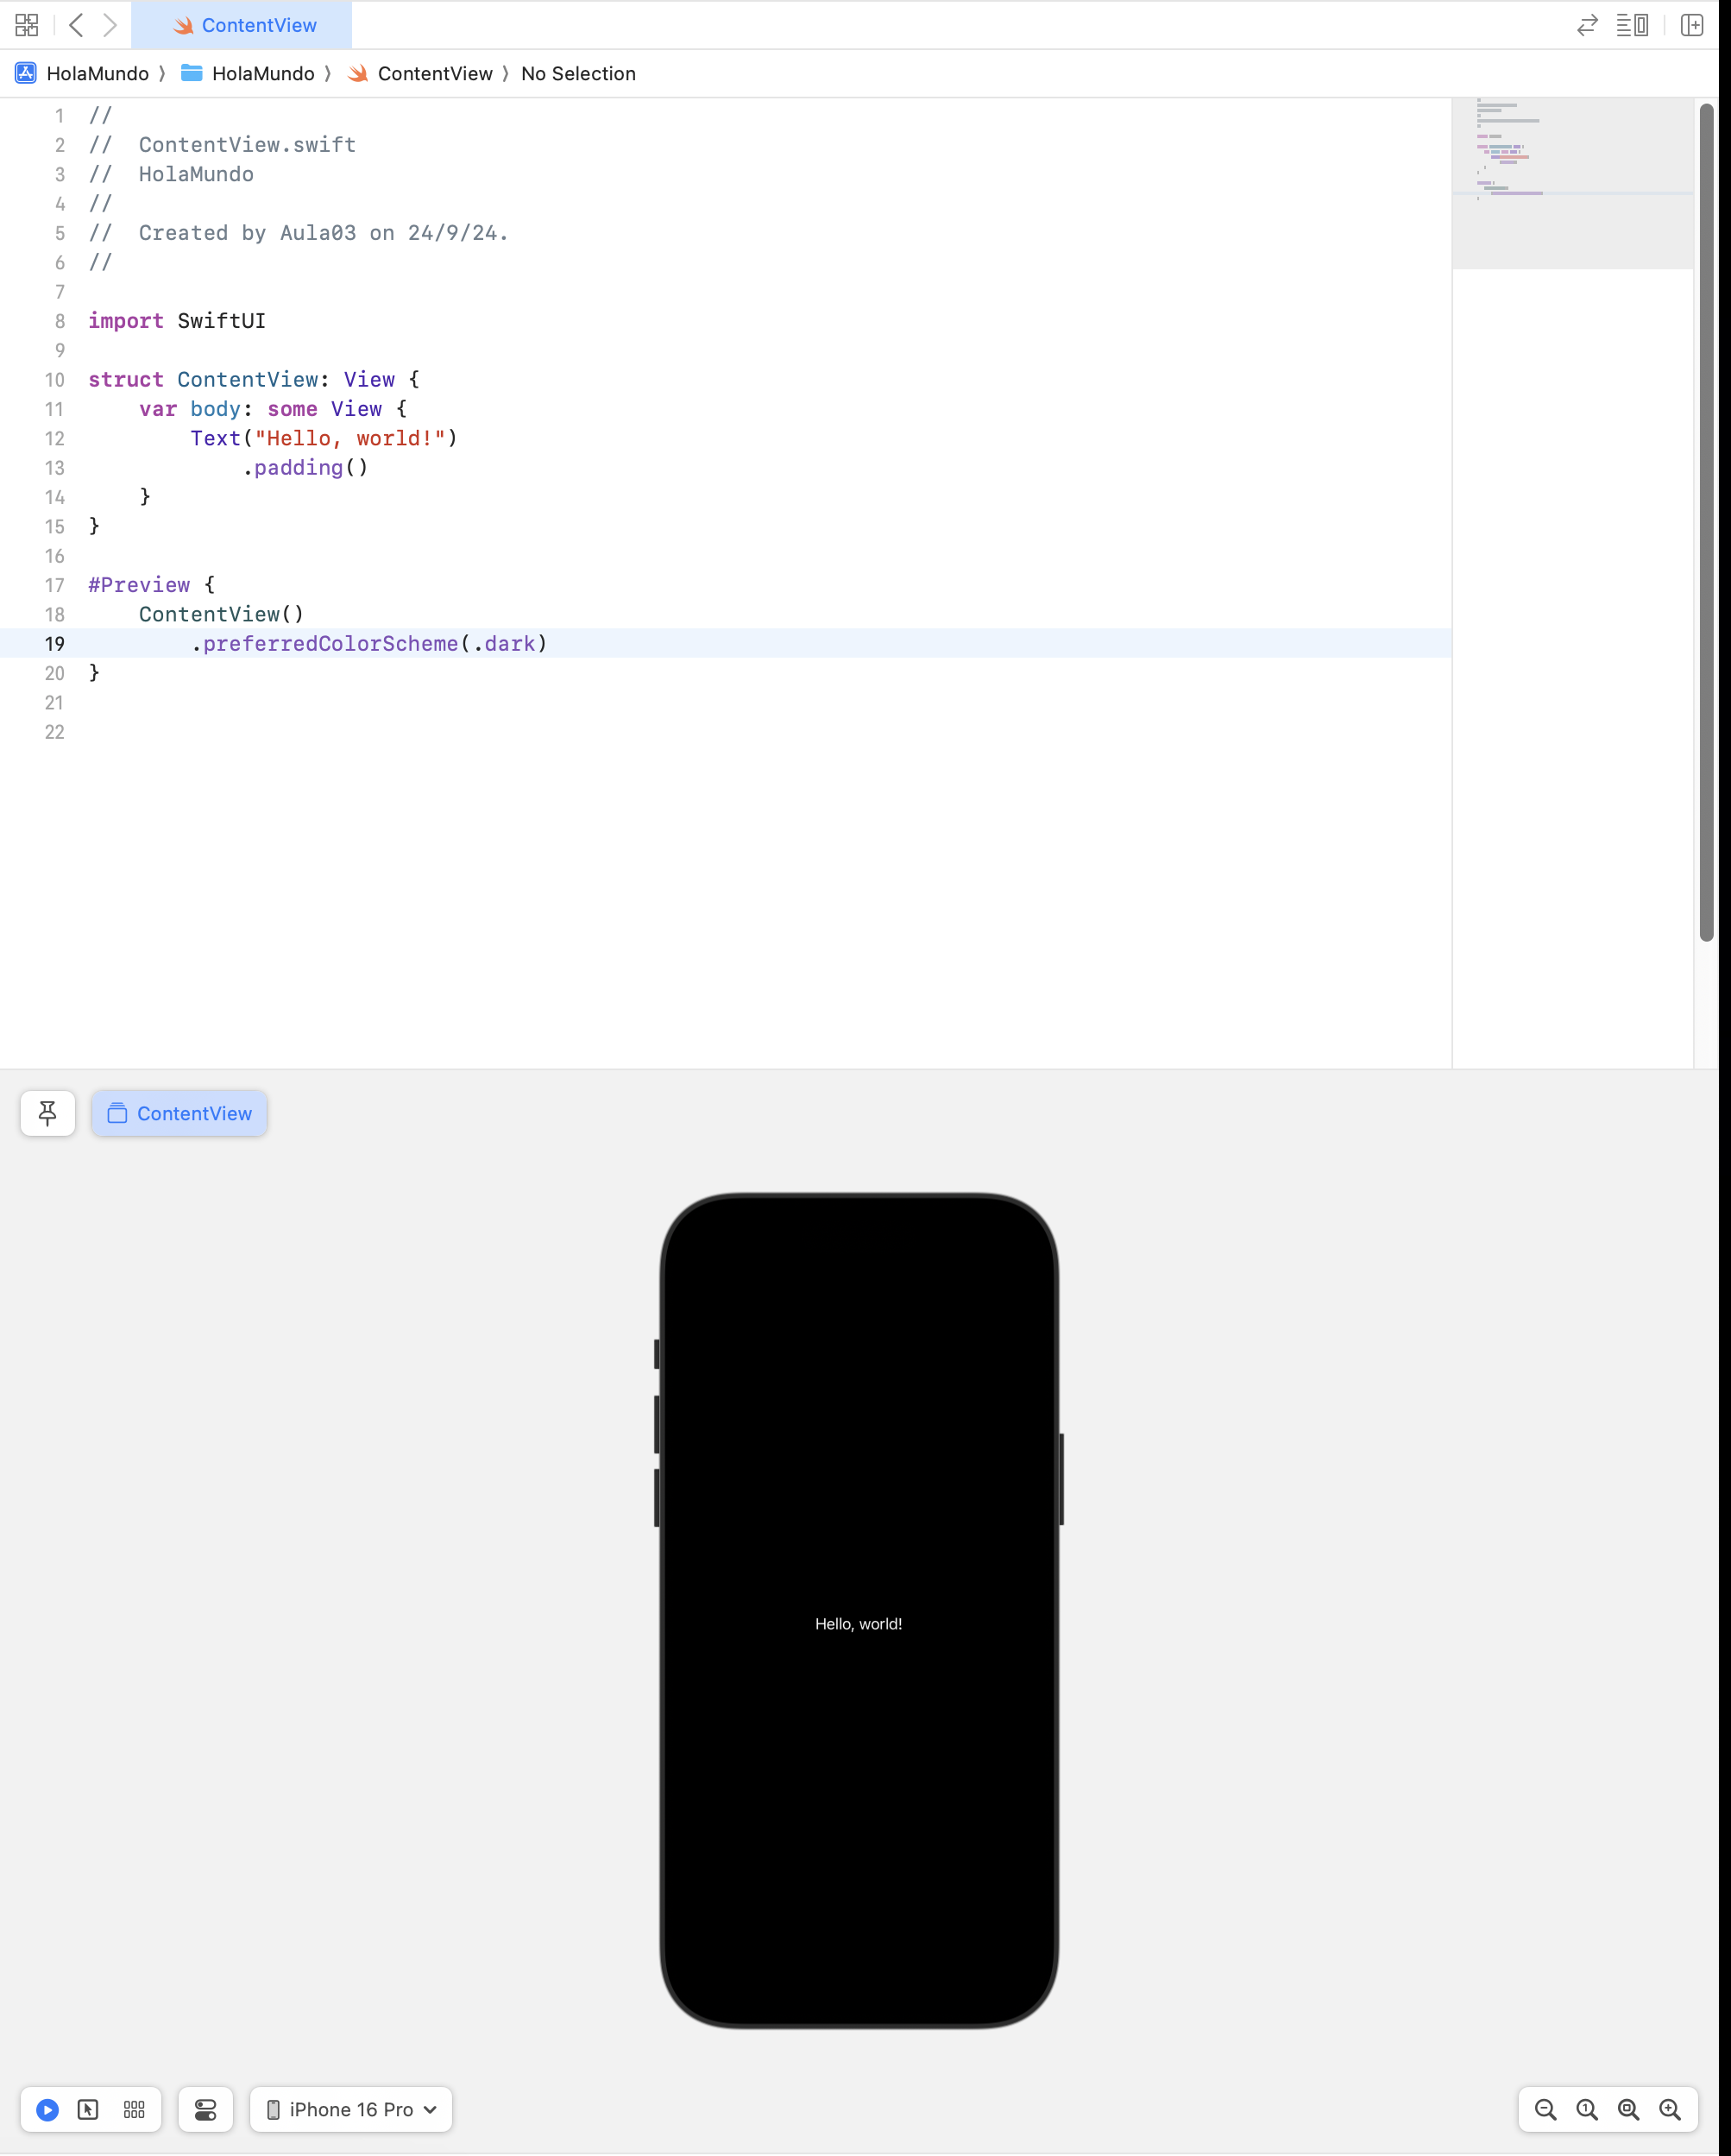 ContentView
HolaMundo 〉 HolaMundo 〉 ContentView 〉 No Selection
1 //
2 //  ContentView.swift
3 //  HolaMundo
4 //
5 //  Created by Aula03 on 24/9/24.
6 //
7
8 import SwiftUI
9
10 struct ContentView: View {
11     var body: some View {
12         Text("Hello, world!")
13             .padding()
14     }
15 }
16
17 #Preview {
18     ContentView()
19         .preferredColorScheme(.dark)
20 }
21
22
ContentView
Hello, world!
iPhone 16 Pro